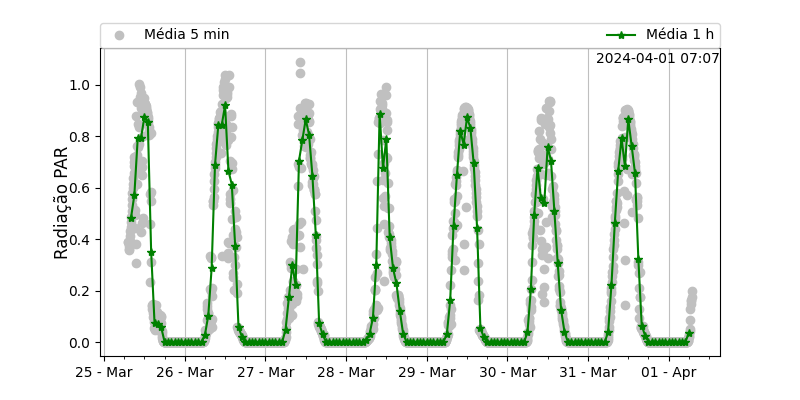 Média 5 min
Média 1 h
2024-04-01 07:07
Radiação PAR
1.0
0.8
0.6
0.4
0.2
0.0
25 - Mar
26 - Mar
27 - Mar
28 - Mar
29 - Mar
30 - Mar
31 - Mar
01 - Apr